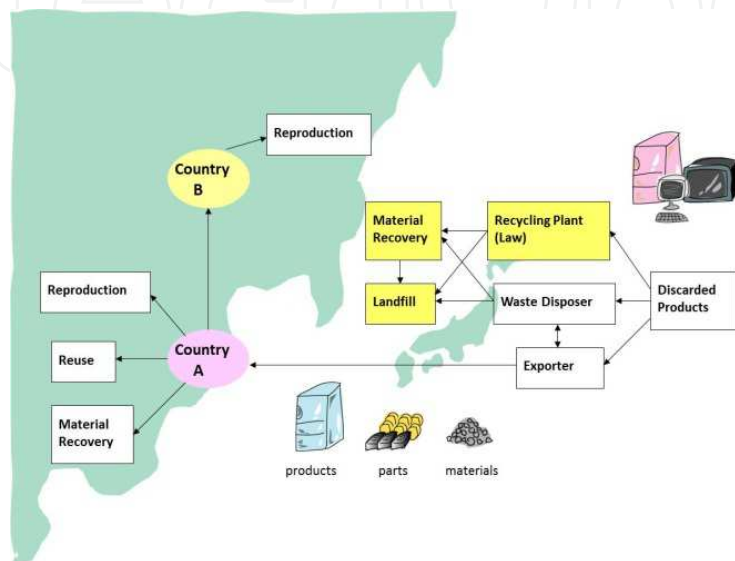 Reproduction
Country
B
Material
Recovery
Recycling Plant
(Law)
Reproduction
Landfill
Waste Disposer
Discarded
Products
Reuse
Country
A
Exporter
Material
Recovery
products
parts
materials